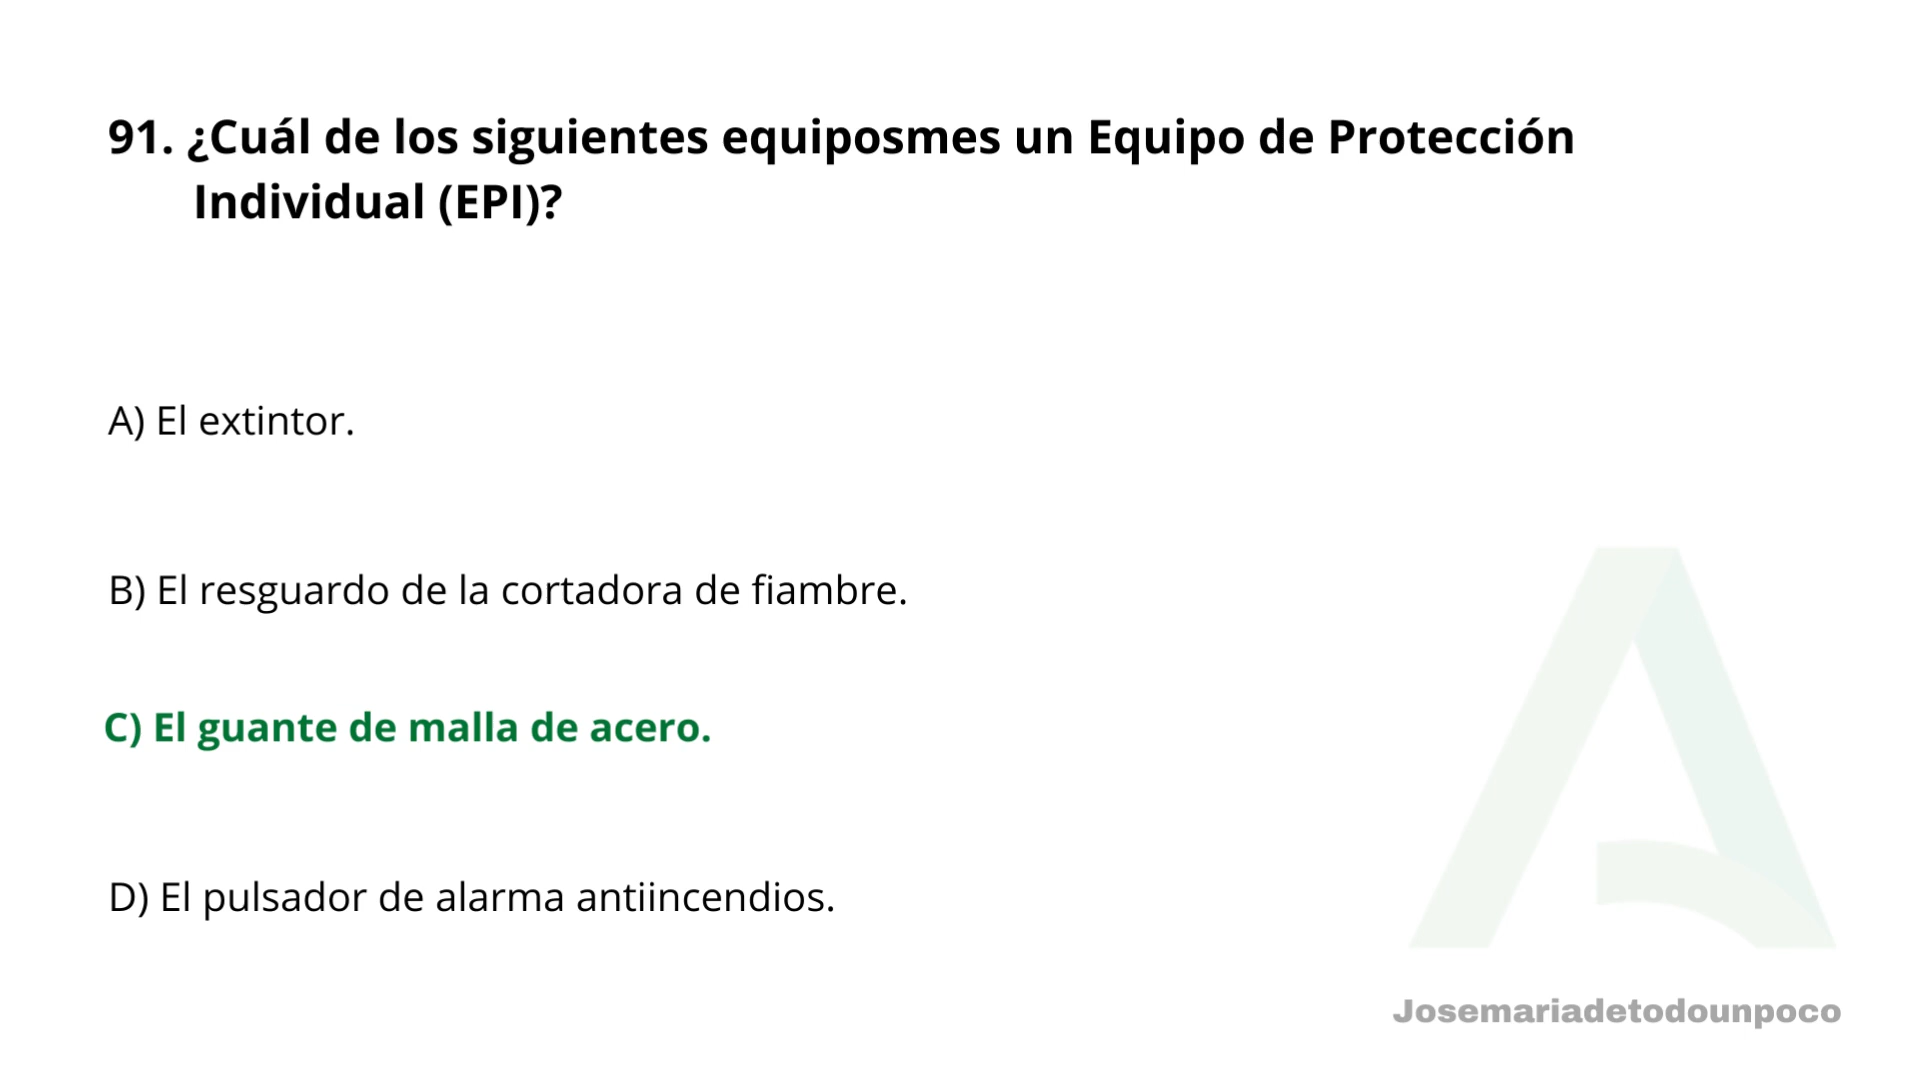 91. ¿Cuál de los siguientes equiposmes un Equipo de Protección
Individual (EPI)?
A) El extintor.
B) El resguardo de la cortadora de fiambre.
C) El guante de malla de acero.
D) El pulsador de alarma antiincendios.
Josemariadetodounpoco